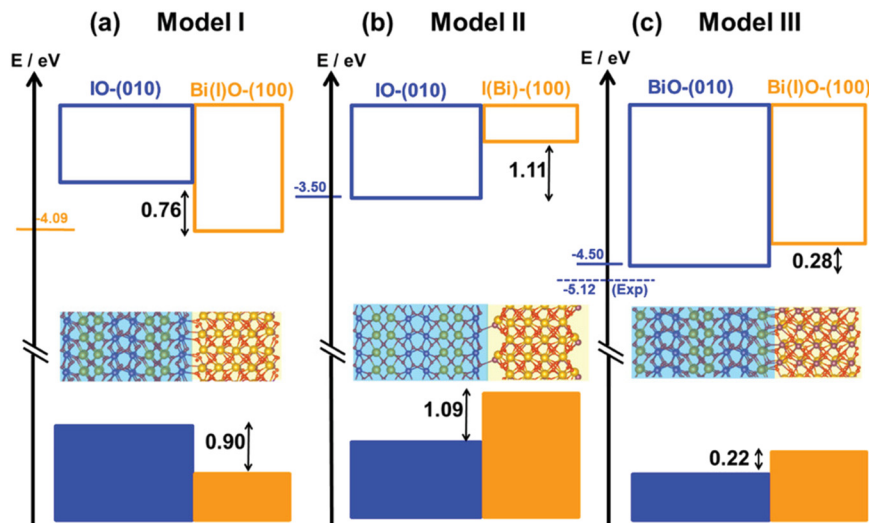 (a) Model I
E / eV
IO-(010)
Bi(I)O-(100)
0.76
-4.09
0.90
(b) Model II
E / eV
IO-(010)
I(Bi)-(100)
-3.50
1.11
1.09
(c) Model III
E / eV
BiO-(010)
Bi(I)O-(100)
-4.50
0.28
-5.12 (Exp)
0.22